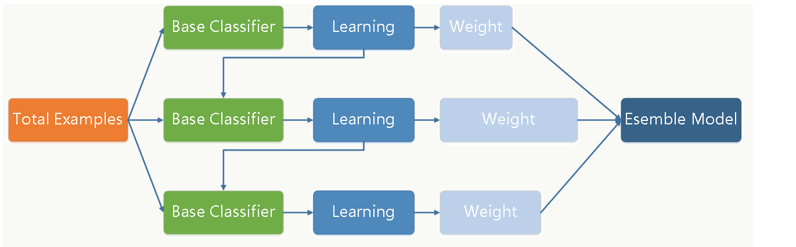 Base Classifier
Learning
Weight
Total Examples
Base Classifier
Learning
Weight
Esemble Model
Base Classifier
Learning
Weight